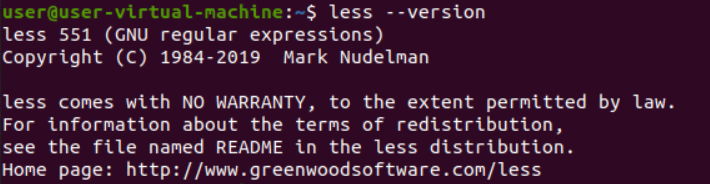 user@user-virtual-machine:~$ less --version
less 551 (GNU regular expressions)
Copyright (C) 1984-2019  Mark Nudelman

less comes with NO WARRANTY, to the extent permitted by law.
For information about the terms of redistribution,
see the file named README in the less distribution.
Home page: http://www.greenwoodsoftware.com/less